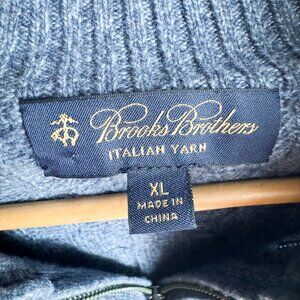 Brooks Brothers
ITALIAN YARN
XL
MADE IN
CHINA